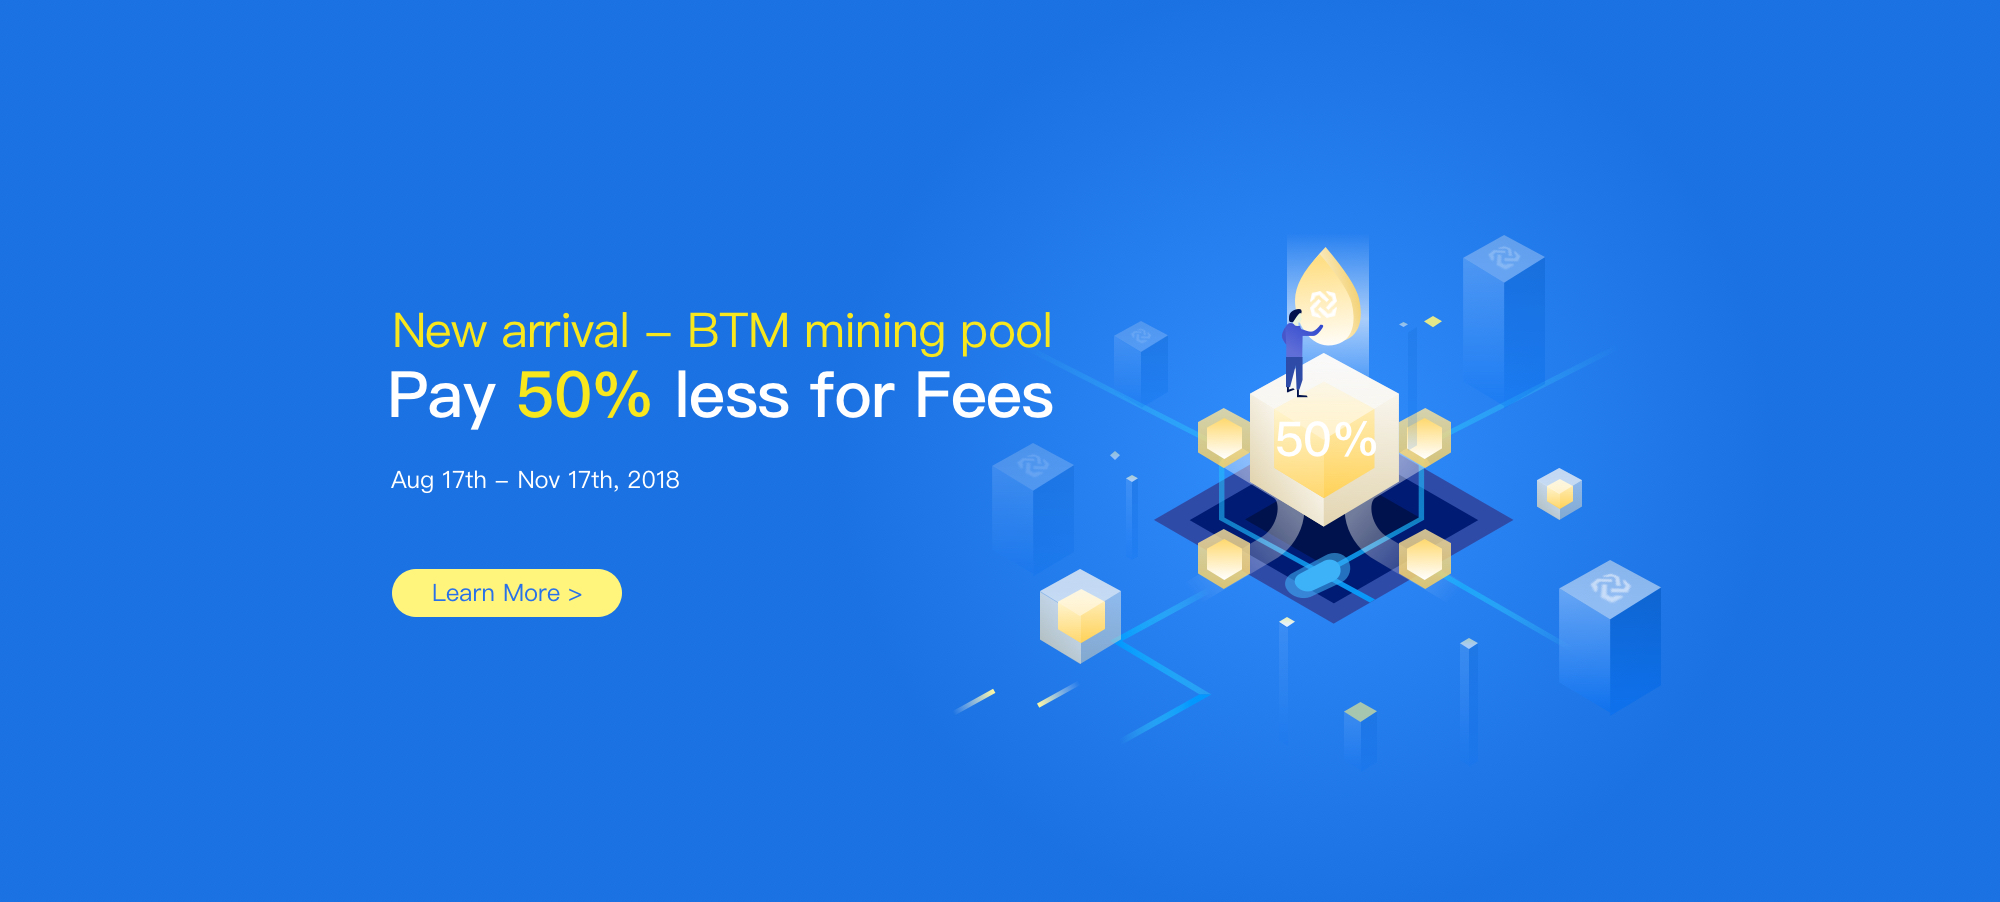 New arrival – BTM mining pool
Pay 50% less for Fees
Aug 17th – Nov 17th, 2018
Learn More >
50%